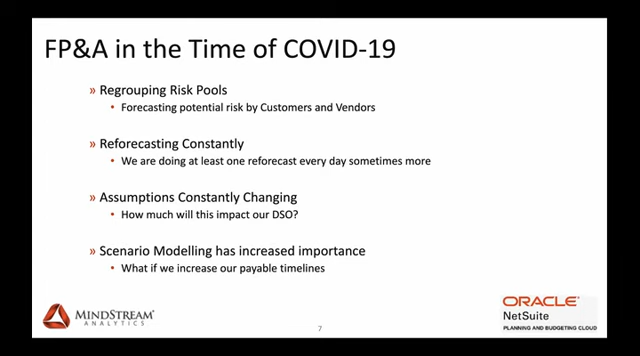 FP&A in the Time of COVID-19
» Regrouping Risk Pools
• Forecasting potential risk by Customers and Vendors
» Reforecasting Constantly
• We are doing at least one reforecast every day sometimes more
» Assumptions Constantly Changing
• How much will this impact our DSO?
» Scenario Modelling has increased importance
• What if we increase our payable timelines
MINDSTREAM
ANALYTICS
7
ORACLE
NetSuite
PLANNING AND BUDGETING CLOUD